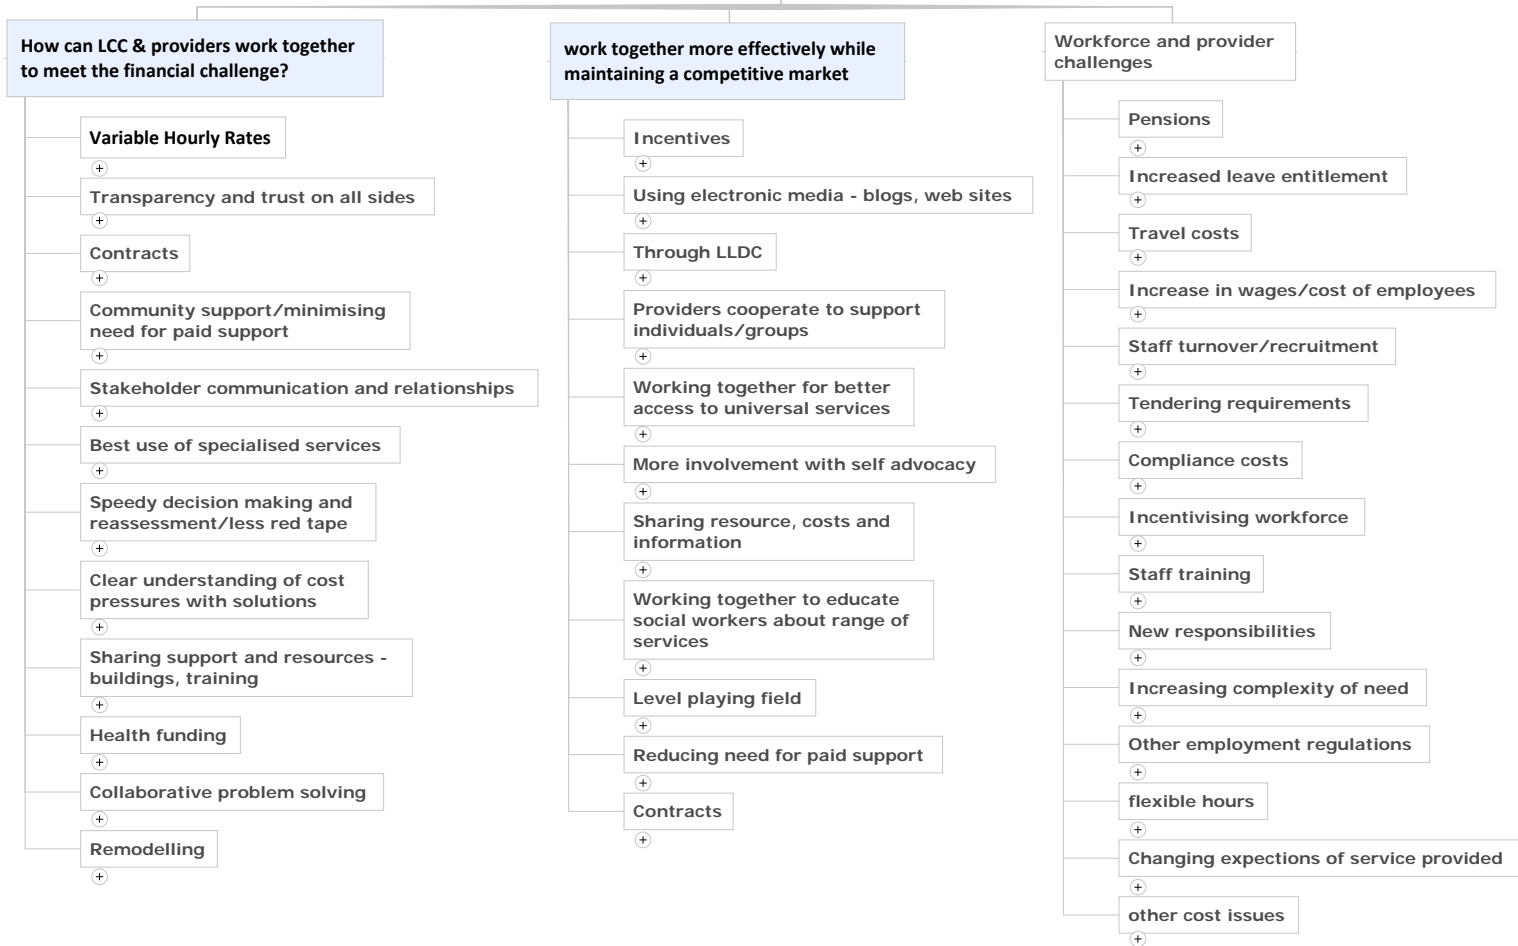 How can LCC & providers work together
to meet the financial challenge?
Variable Hourly Rates
Transparency and trust on all sides
Contracts
Community support/minimising
need for paid support
Stakeholder communication and relationships
Best use of specialised services
Speedy decision making and
reassessment/less red tape
Clear understanding of cost
pressures with solutions
Sharing support and resources -
buildings, training
Health funding
Collaborative problem solving
Remodelling
work together more effectively while
maintaining a competitive market
Incentives
Using electronic media - blogs, web sites
Through LLDC
Providers cooperate to support
individuals/groups
Working together for better
access to universal services
More involvement with self advocacy
Sharing resource, costs and
information
Working together to educate
social workers about range of
services
Level playing field
Reducing need for paid support
Contracts
Workforce and provider
challenges
Pensions
Increased leave entitlement
Travel costs
Increase in wages/cost of employees
Staff turnover/recruitment
Tendering requirements
Compliance costs
Incentivising workforce
Staff training
New responsibilities
Increasing complexity of need
Other employment regulations
flexible hours
Changing expections of service provided
other cost issues